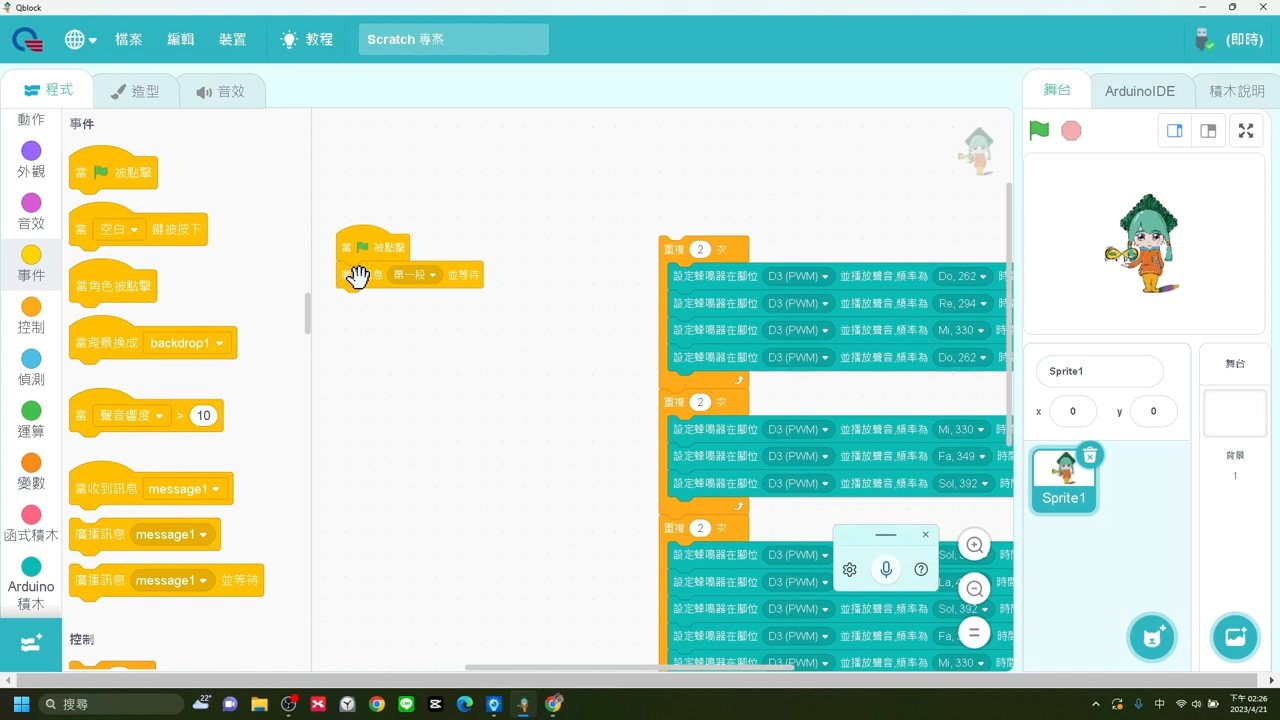 Qblock
檔案 編輯 裝置 教程 Scratch 專案 (即時)
程式 造型 音效
舞台 ArduinoIDE 積木說明
動作
外觀
音效
事件
控制
偵測
運算
變數
函式積木
Arduino
積木
事件
當 被點擊
當 空白 鍵被按下
當角色被點擊
當背景換成 backdrop1
當 聲音響度 > 10
當收到訊息 message1
廣播訊息 message1
廣播訊息 message1 並等待
控制
當 被點擊
息 第一段 並等待
重複 2 次
設定蜂鳴器在腳位 D3 (PWM) 並播放聲音,頻率為 Do, 262 時
設定蜂鳴器在腳位 D3 (PWM) 並播放聲音,頻率為 Re, 294 時
設定蜂鳴器在腳位 D3 (PWM) 並播放聲音,頻率為 Mi, 330 時
設定蜂鳴器在腳位 D3 (PWM) 並播放聲音,頻率為 Do, 262 時
重複 2 次
設定蜂鳴器在腳位 D3 (PWM) 並播放聲音,頻率為 Mi, 330 時
設定蜂鳴器在腳位 D3 (PWM) 並播放聲音,頻率為 Fa, 349 時
設定蜂鳴器在腳位 D3 (PWM) 並播放聲音,頻率為 Sol, 392 時
重複 2 次
設定蜂鳴器在腳位 D3 (PWM) Sol,
設定蜂鳴器在腳位 D3 (PWM) La,
設定蜂鳴器在腳位 D3 (PWM) 並播放聲音,頻率為 Sol, 392 時
設定蜂鳴器在腳位 D3 (PWM) 並播放聲音,頻率為 Fa,
設定蜂鳴器在腳位 D3 (PWM) 並播放聲音,頻率為 Mi, 330 時
Sprite1
x 0 y 0
Sprite1
舞台
背景
1
搜尋
22°
中
下午 02:26
2023/4/21